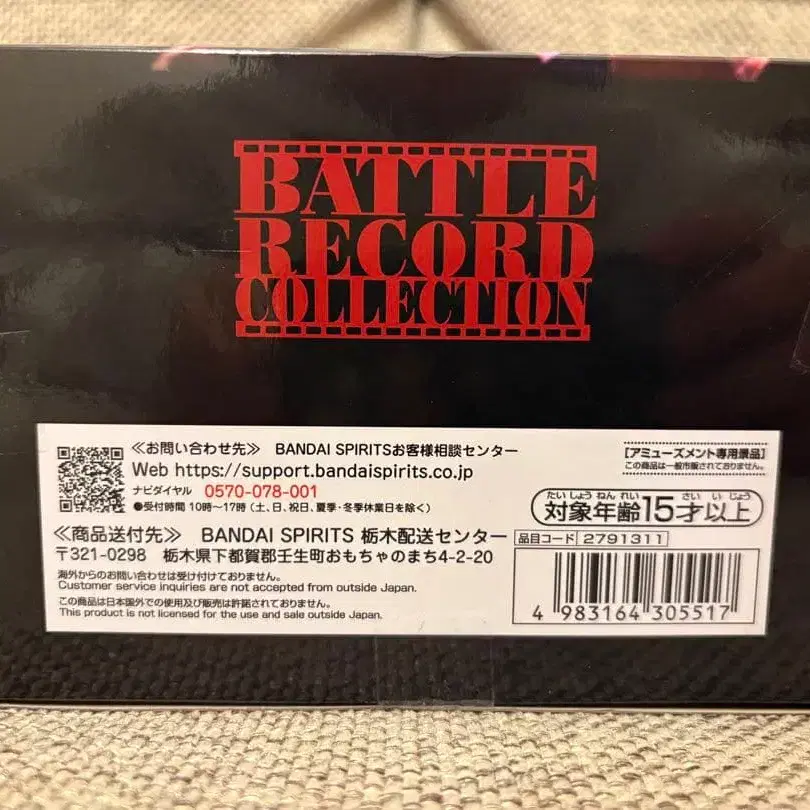 BATTLE
RECORD
COLLECTION
≪お問い合わせ先≫ BANDAI SPIRITSお客様相談センター
Web https://support.bandaispirits.co.jp
ナビダイヤル 0570-078-001
●受付時間 10時～17時 (土、日、祝日、夏季・冬季休業日を除く)
≪商品送付先≫ BANDAI SPIRITS 栃木配送センター
〒321-0298 栃木県下都賀郡壬生町おもちゃのまち4-2-20
海外からのお問い合わせは受け付けておりません。
Customer service inquiries are not accepted from outside Japan.
この商品は日本国外での使用及び販売は許諾されておりません。
This product is not licensed for the use and sale outside Japan.
[アミューズメント専用景品]
この商品は一般市販されておりません。
たいしょうねんれい さい いじょう
対象年齢15才以上
品目コード 2791311
4 983164 305517